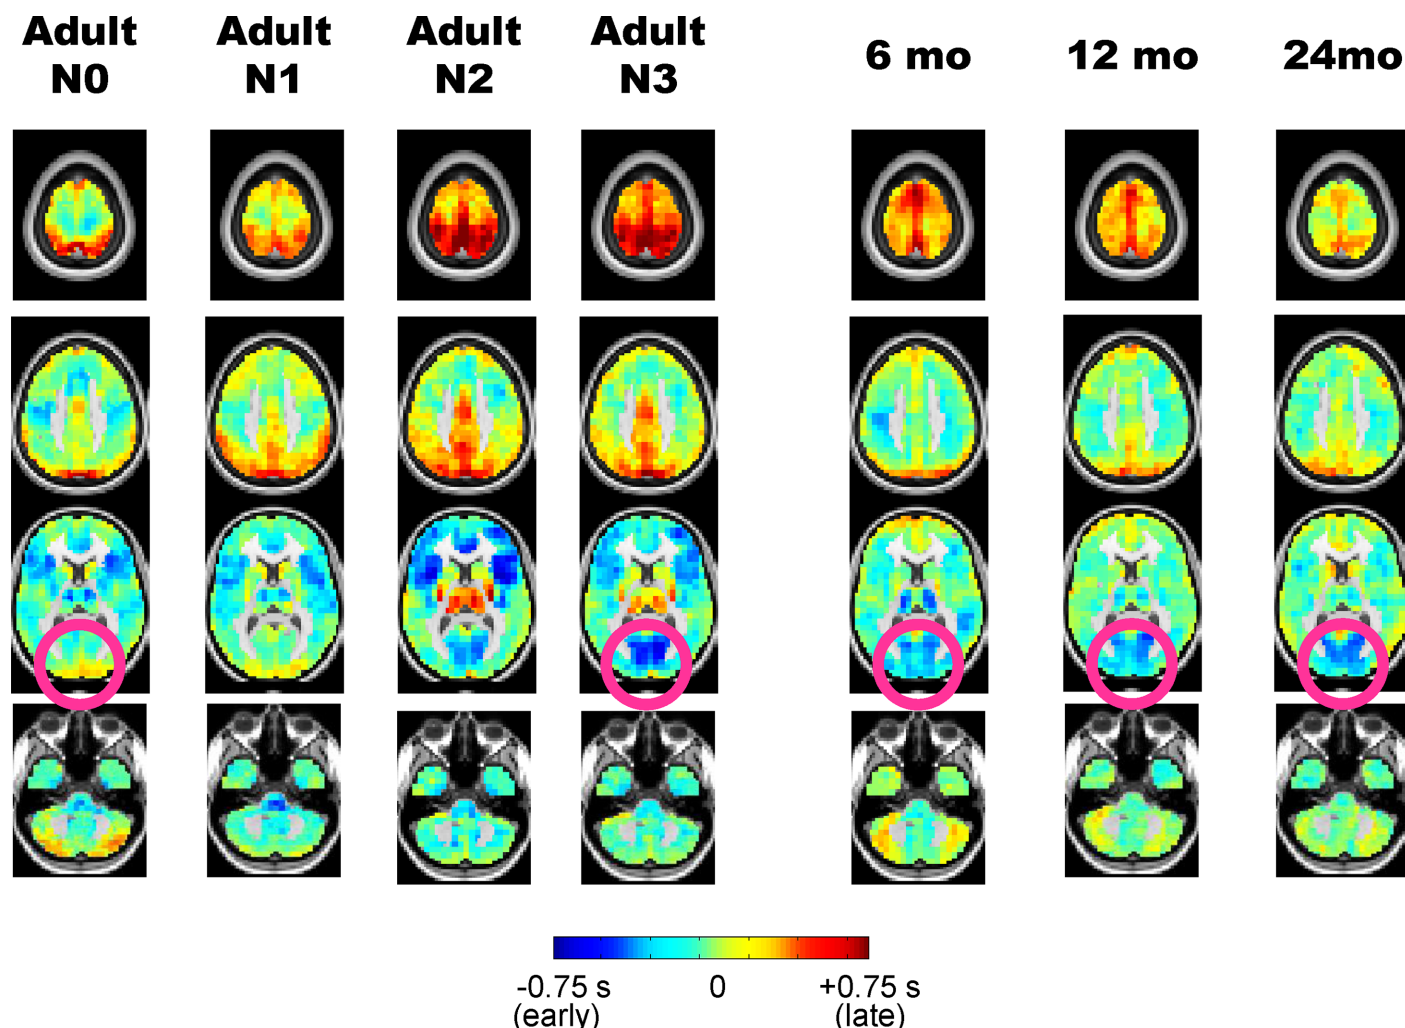 Adult N0
Adult N1
Adult N2
Adult N3
6 mo
12 mo
24mo
-0.75 s
0
+0.75 s
(early)
(late)